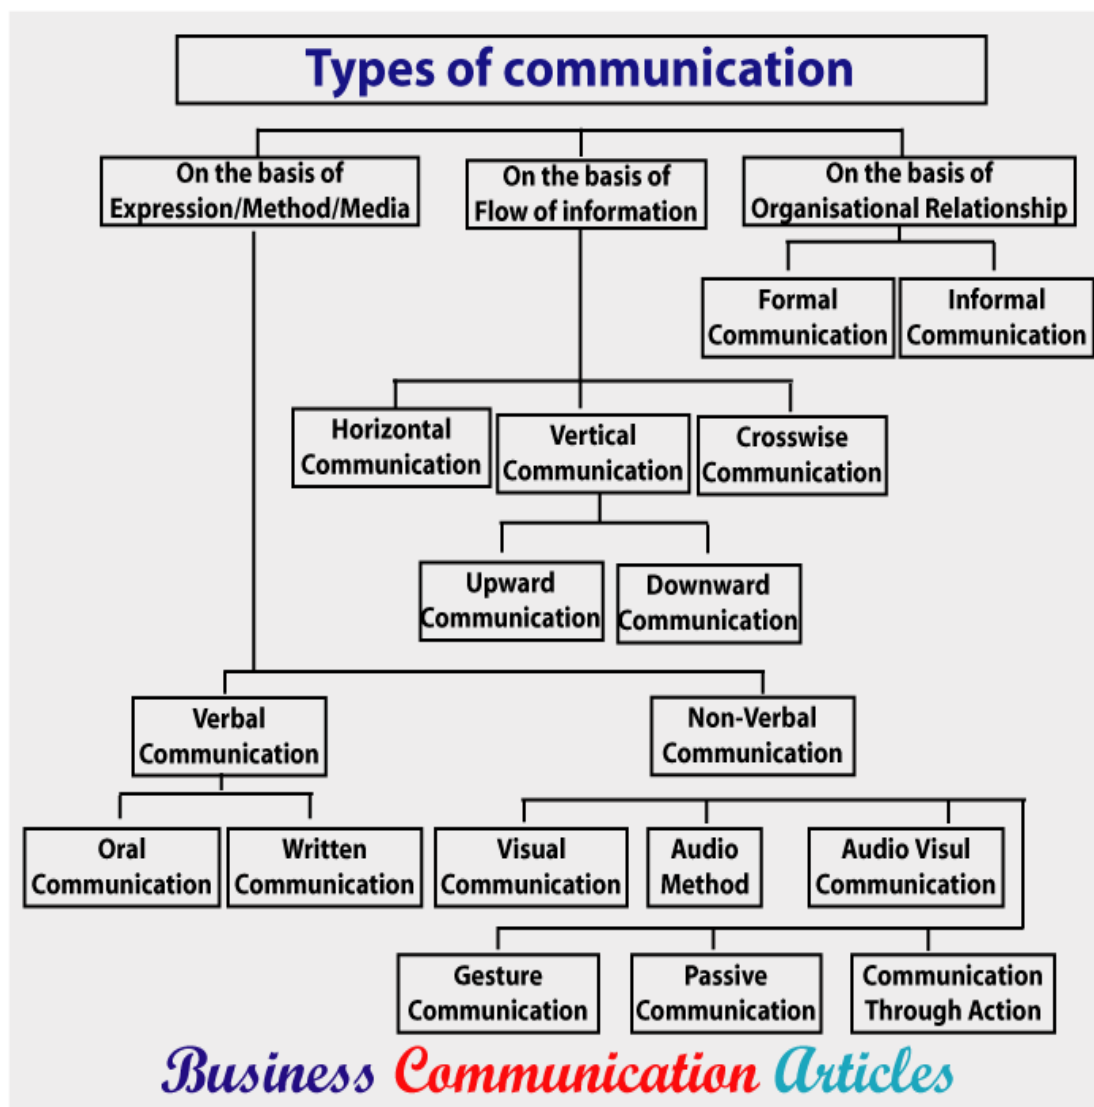 Types of communication
On the basis of
Expression/Method/Media
On the basis of
Flow of information
On the basis of
Organisational Relationship
Formal
Communication
Informal
Communication
Horizontal
Communication
Vertical
Communication
Crosswise
Communication
Upward
Communication
Downward
Communication
Verbal
Communication
Non-Verbal
Communication
Oral
Communication
Written
Communication
Visual
Communication
Audio
Method
Audio Visul
Communication
Gesture
Communication
Passive
Communication
Communication
Through Action
Business Communication Articles